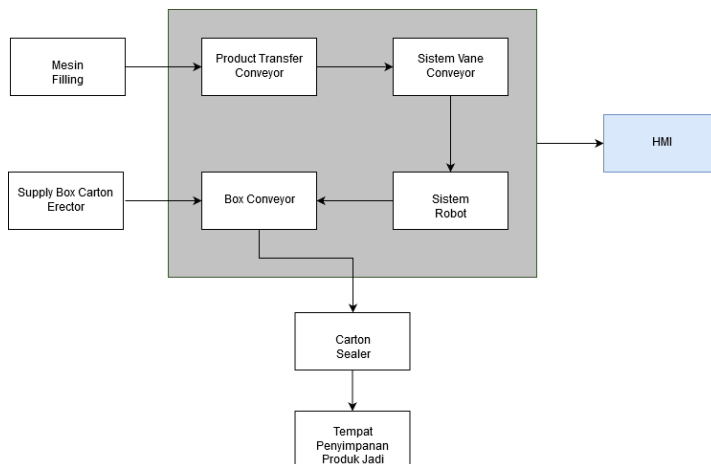 Mesin
Filling
Product Transfer
Conveyor
Sistem Vane
Conveyor
HMI
Supply Box Carton
Erector
Box Conveyor
Sistem
Robot
Carton
Sealer
Tempat
Penyimpanan
Produk Jadi